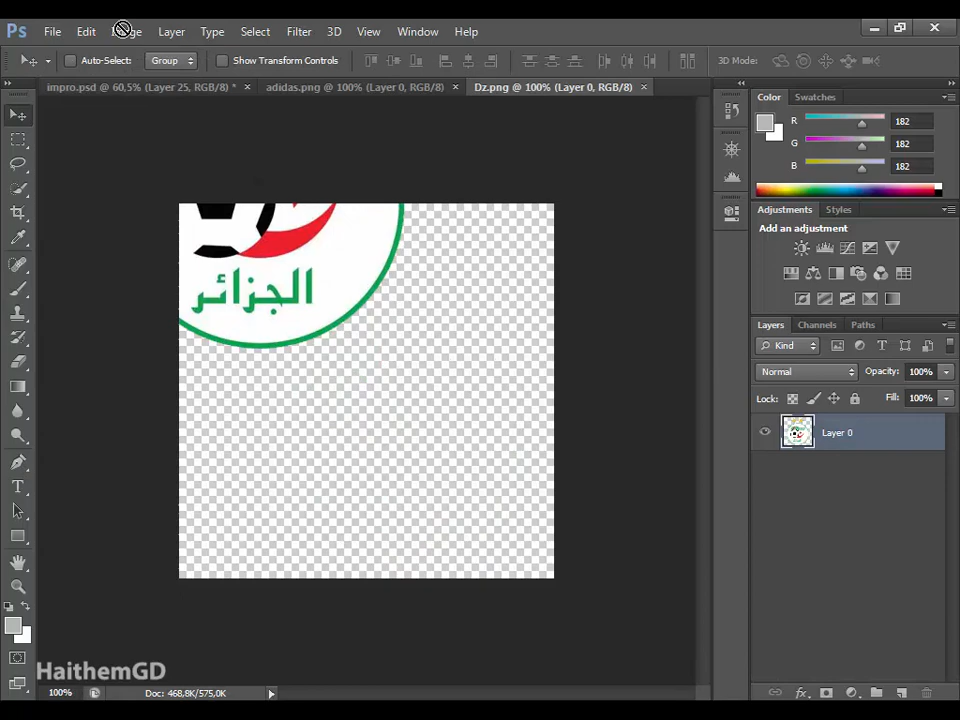 Ps File Edit Image Layer Type Select Filter 3D View Window Help
Auto-Select: Group Show Transform Controls 3D Mode:
impro.psd @ 60,5% (Layer 25, RGB/8) * × adidas.png @ 100% (Layer 0, RGB/8) × Dz.png @ 100% (Layer 0, RGB/8) ×
Color Swatches
R 182
G 182
B 182
Adjustments Styles
Add an adjustment
الجزائر
Layers Channels Paths
Kind
Normal Opacity: 100%
Lock: Fill: 100%
Layer 0
HaithemGD
100% Doc: 468,8K/575,0K